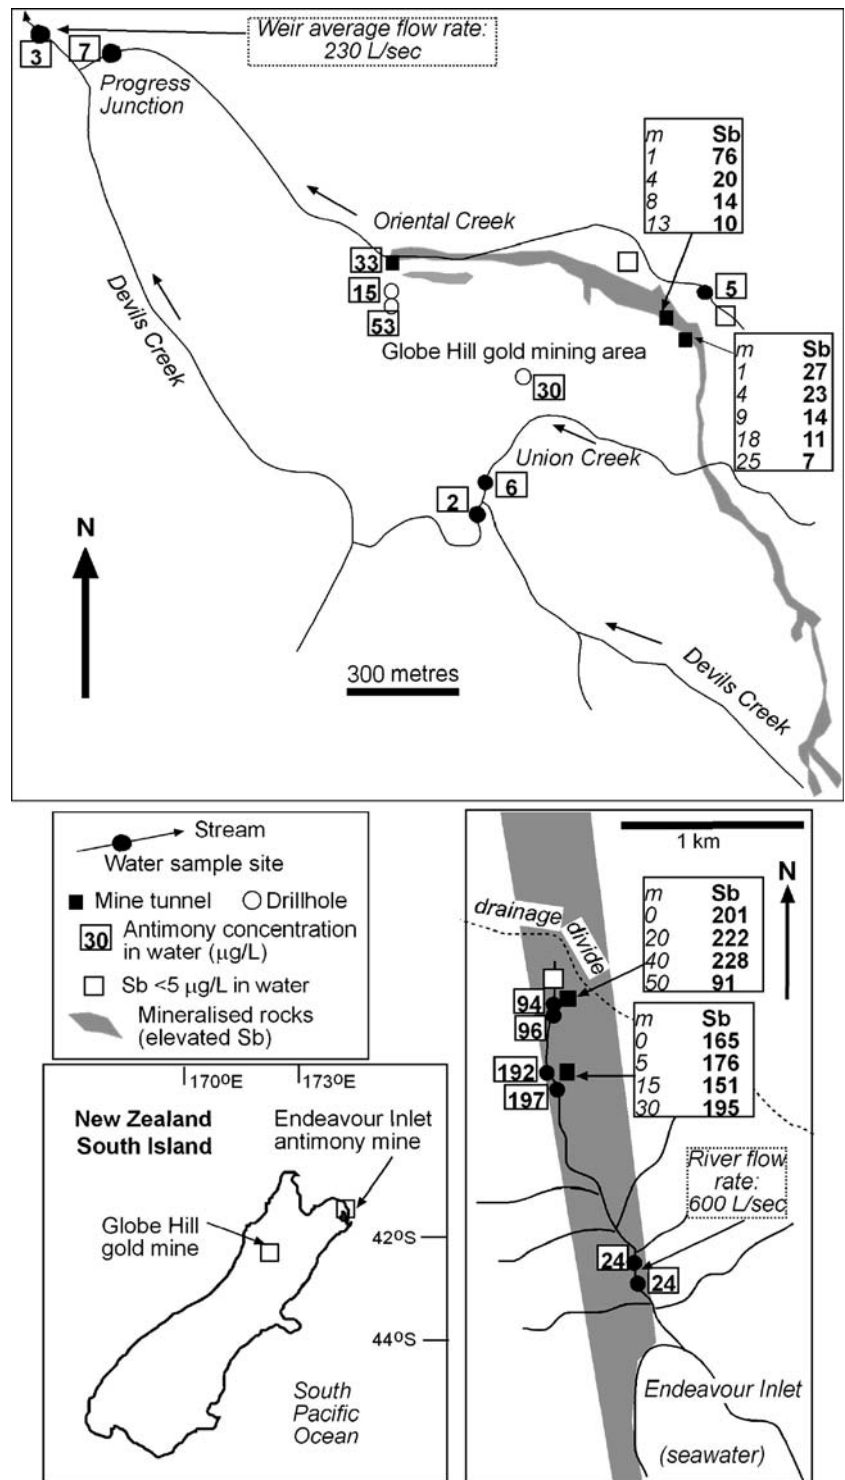 Weir average flow rate:
230 L/sec
3
7
Progress
Junction
m Sb
1 76
4 20
8 14
13 10
Oriental Creek
33
15
53
5
Devils Creek
Globe Hill gold mining area
30
m Sb
1 27
4 23
9 14
18 11
25 7
Union Creek
6
2
N
300 metres
Devils Creek
Stream
Water sample site
Mine tunnel
Drillhole
30
Antimony concentration
in water (µg/L)
Sb <5 µg/L in water
Mineralised rocks
(elevated Sb)
1 km
N
drainage divide
m Sb
0 201
20 222
40 228
50 91
94
96
m Sb
0 165
5 176
15 151
30 195
192
197
River flow
rate:
600 L/sec
24
24
Endeavour Inlet
(seawater)
170ºE
173ºE
New Zealand
South Island
Endeavour Inlet
antimony mine
Globe Hill
gold mine
42ºS
44ºS
South
Pacific
Ocean